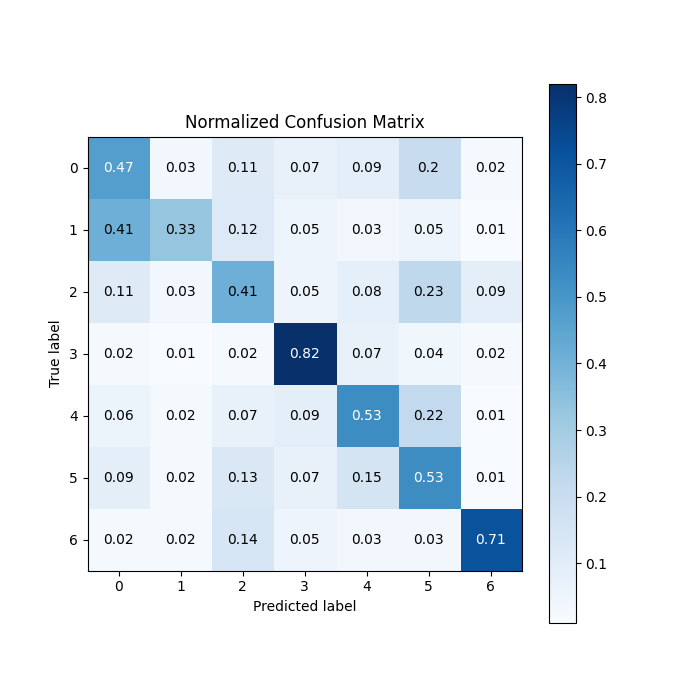 Normalized Confusion Matrix
0 0.47 0.03 0.11 0.07 0.09 0.2 0.02
1 0.41 0.33 0.12 0.05 0.03 0.05 0.01
2 0.11 0.03 0.41 0.05 0.08 0.23 0.09
3 0.02 0.01 0.02 0.82 0.07 0.04 0.02
4 0.06 0.02 0.07 0.09 0.53 0.22 0.01
5 0.09 0.02 0.13 0.07 0.15 0.53 0.01
6 0.02 0.02 0.14 0.05 0.03 0.03 0.71
0 1 2 3 4 5 6
Predicted label
True label
0.8
0.7
0.6
0.5
0.4
0.3
0.2
0.1